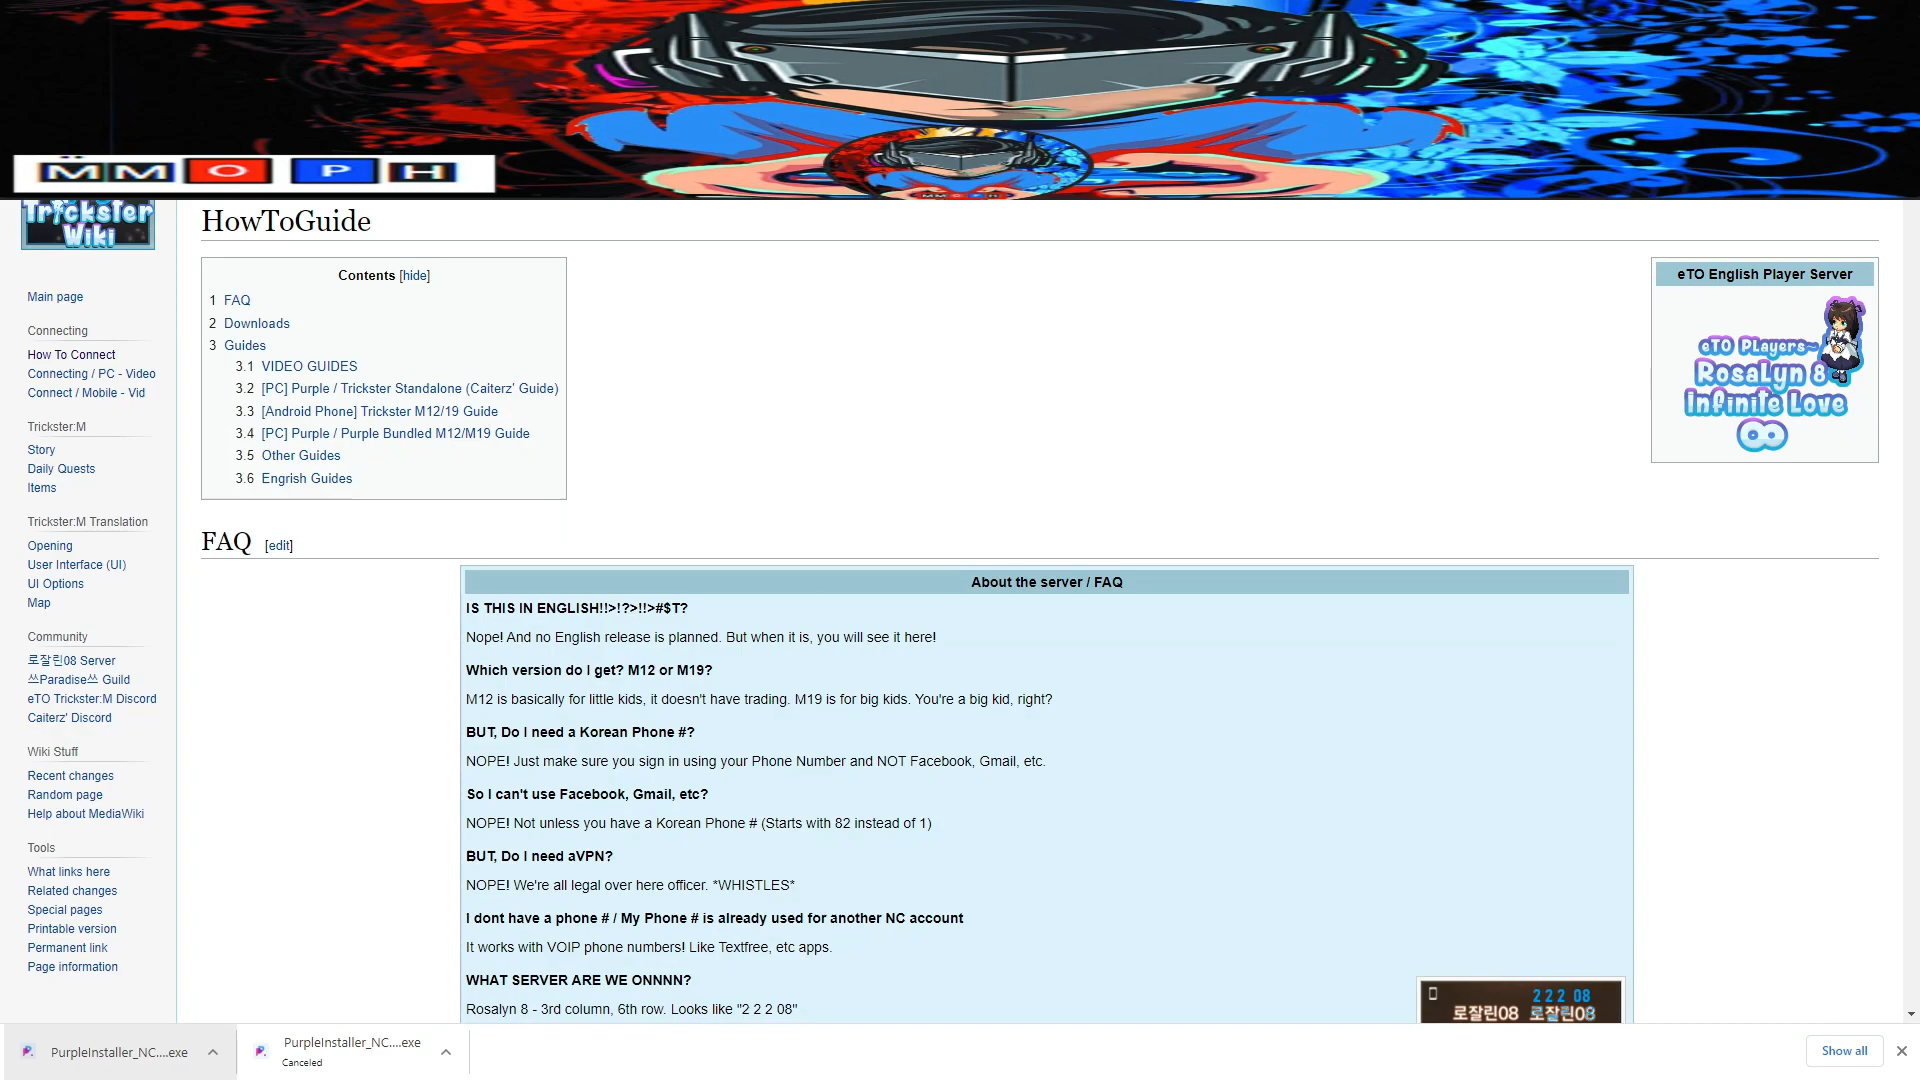 MMOPH
Trickster
Wiki
HowToGuide
Contents [hide]
1 FAQ
2 Downloads
3 Guides
3.1 VIDEO GUIDES
3.2 [PC] Purple / Trickster Standalone (Caiterz' Guide)
3.3 [Android Phone] Trickster M12/19 Guide
3.4 [PC] Purple / Purple Bundled M12/M19 Guide
3.5 Other Guides
3.6 Engrish Guides
eTO English Player Server
eTO PLayers~
RosaLyn 8
Infinite Love
Main page
Connecting
How To Connect
Connecting / PC - Video
Connect / Mobile - Vid
Trickster:M
Story
Daily Quests
Items
Trickster:M Translation
Opening
User Interface (UI)
UI Options
Map
Community
로잘린08 Server
쓰Paradise쓰 Guild
eTO Trickster:M Discord
Caiterz' Discord
Wiki Stuff
Recent changes
Random page
Help about MediaWiki
Tools
What links here
Related changes
Special pages
Printable version
Permanent link
Page information
FAQ [edit]
About the server / FAQ
IS THIS IN ENGLISH!!>!?>!!>#$T?
Nope! And no English release is planned. But when it is, you will see it here!
Which version do I get? M12 or M19?
M12 is basically for little kids, it doesn't have trading. M19 is for big kids. You're a big kid, right?
BUT, Do I need a Korean Phone #?
NOPE! Just make sure you sign in using your Phone Number and NOT Facebook, Gmail, etc.
So I can't use Facebook, Gmail, etc?
NOPE! Not unless you have a Korean Phone # (Starts with 82 instead of 1)
BUT, Do I need aVPN?
NOPE! We're all legal over here officer. *WHISTLES*
I dont have a phone # / My Phone # is already used for another NC account
It works with VOIP phone numbers! Like Textfree, etc apps.
WHAT SERVER ARE WE ONNNN?
Rosalyn 8 - 3rd column, 6th row. Looks like "2 2 2 08"
2 2 2 08
로잘린08 로잘린08
PurpleInstaller_NC....exe
PurpleInstaller_NC....exe
Canceled
Show all